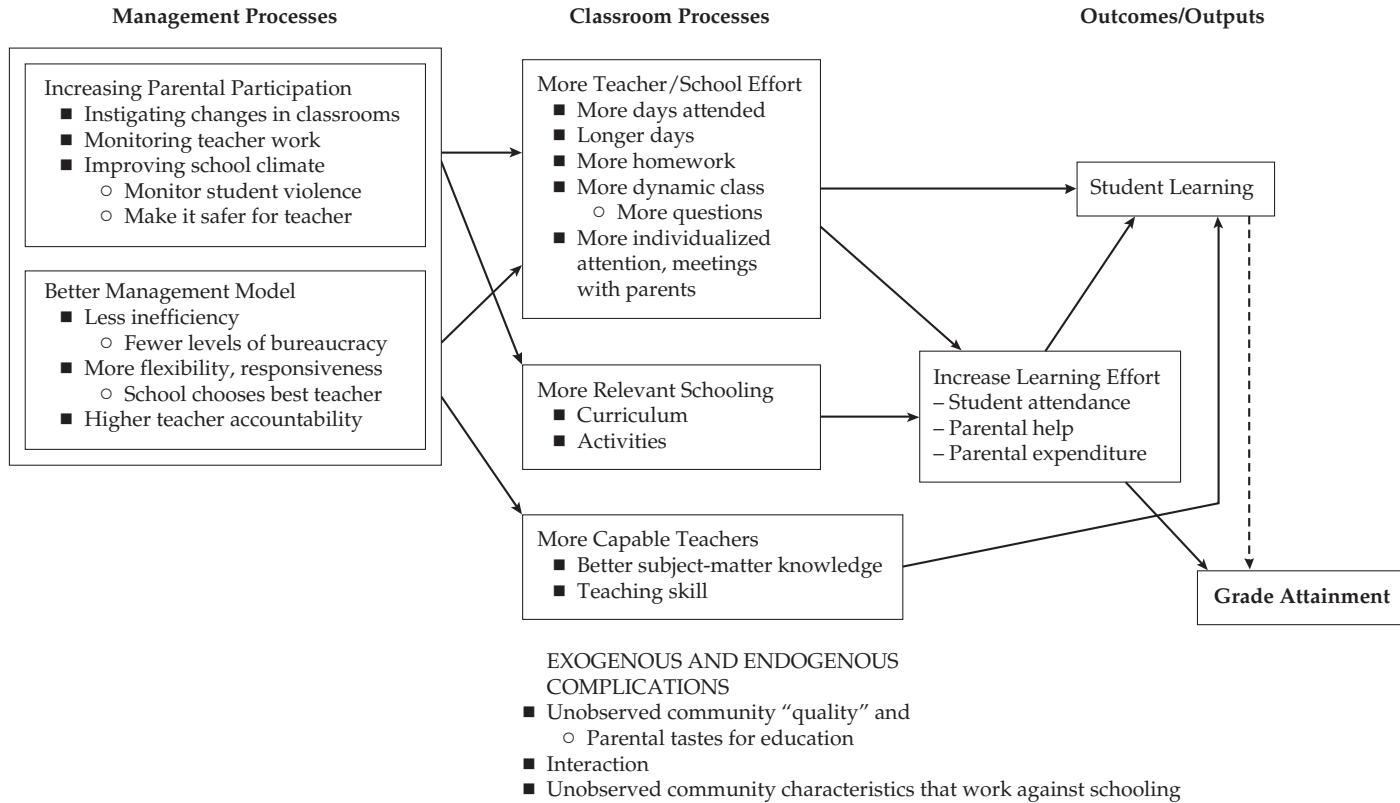 Management Processes
Classroom Processes
Outcomes/Outputs
Increasing Parental Participation
■ Instigating changes in classrooms
■ Monitoring teacher work
■ Improving school climate
○ Monitor student violence
○ Make it safer for teacher
Better Management Model
■ Less inefficiency
○ Fewer levels of bureaucracy
■ More flexibility, responsiveness
○ School chooses best teacher
■ Higher teacher accountability
More Teacher/School Effort
■ More days attended
■ Longer days
■ More homework
■ More dynamic class
○ More questions
■ More individualized
attention, meetings
with parents
More Relevant Schooling
■ Curriculum
■ Activities
More Capable Teachers
■ Better subject-matter knowledge
■ Teaching skill
Student Learning
Increase Learning Effort
– Student attendance
– Parental help
– Parental expenditure
Grade Attainment
EXOGENOUS AND ENDOGENOUS
COMPLICATIONS
■ Unobserved community “quality” and
○ Parental tastes for education
■ Interaction
■ Unobserved community characteristics that work against schooling